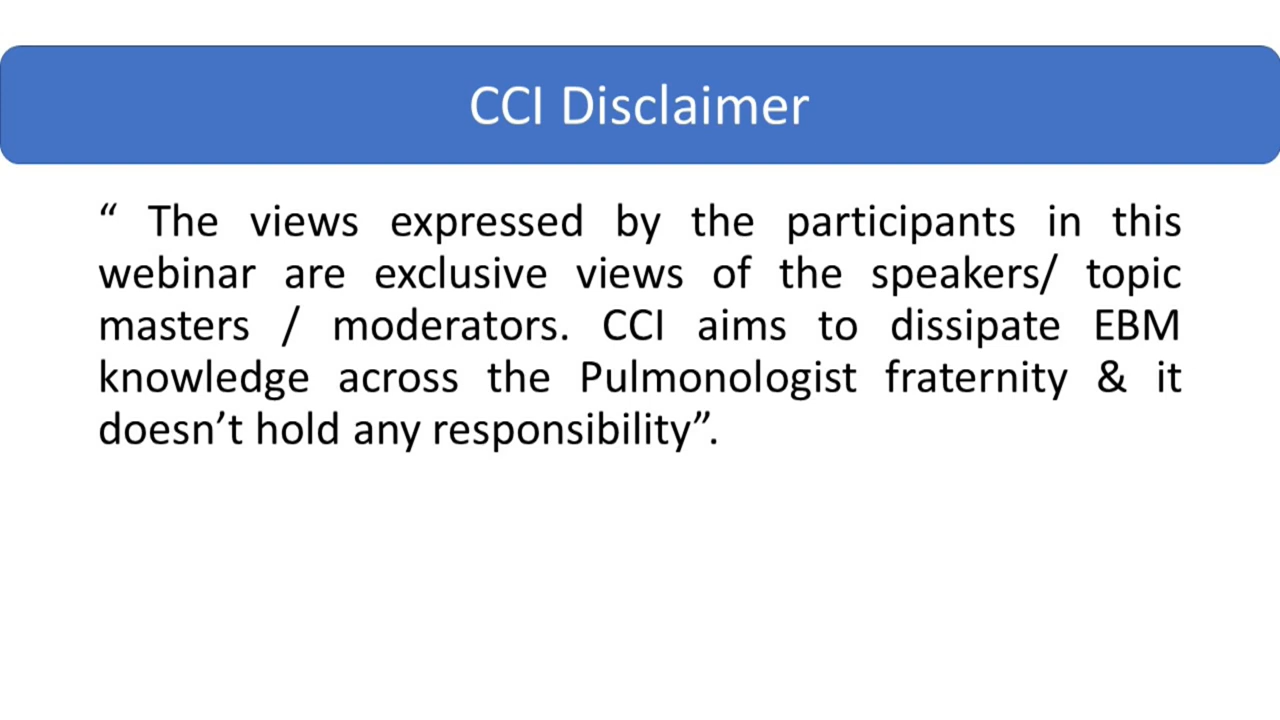 CCI Disclaimer
“ The views expressed by the participants in this
webinar are exclusive views of the speakers/ topic
masters / moderators. CCI aims to dissipate EBM
knowledge across the Pulmonologist fraternity & it
doesn’t hold any responsibility”.